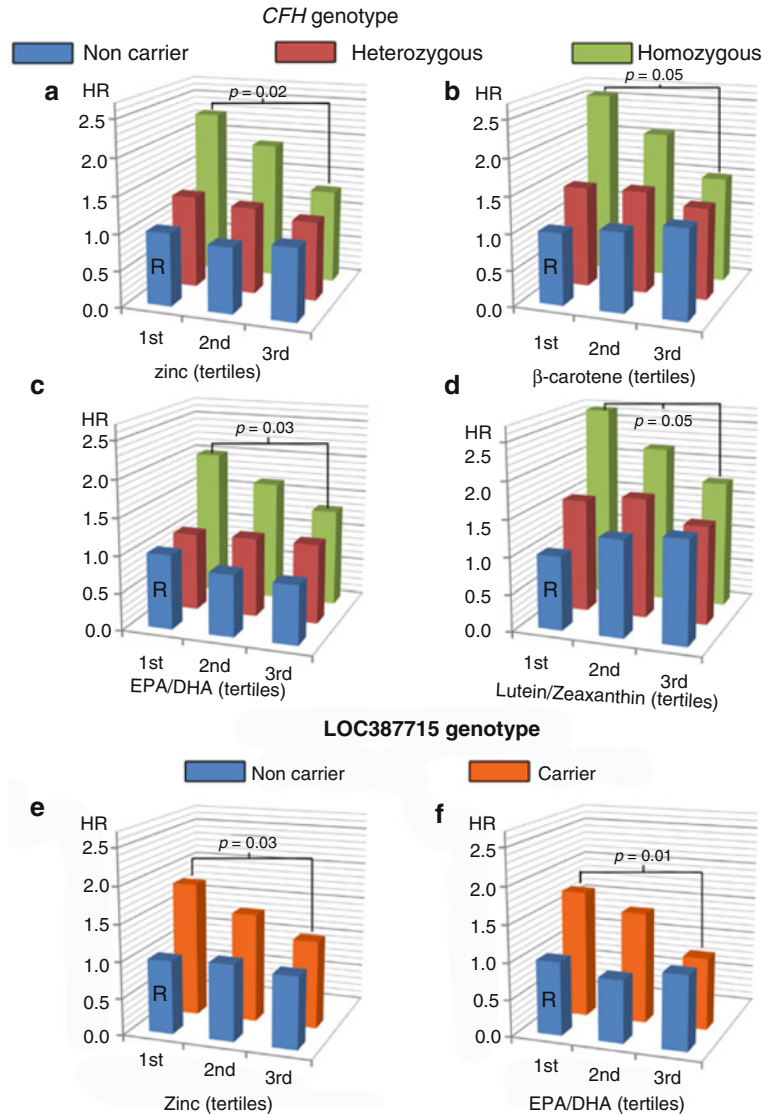 CFH genotype
Non carrier Heterozygous Homozygous
a
HR
p = 0.02
2.5
2.0
1.5
1.0
0.5
0.0
R
1st 2nd 3rd
zinc (tertiles)
b
HR
p = 0.05
2.5
2.0
1.5
1.0
0.5
0.0
R
1st 2nd 3rd
β-carotene (tertiles)
c
HR
p = 0.03
2.5
2.0
1.5
1.0
0.5
0.0
R
1st 2nd 3rd
EPA/DHA (tertiles)
d
HR
p = 0.05
2.5
2.0
1.5
1.0
0.5
0.0
R
1st 2nd 3rd
Lutein/Zeaxanthin (tertiles)
LOC387715 genotype
Non carrier Carrier
e
HR
p = 0.03
2.5
2.0
1.5
1.0
0.5
0.0
R
1st 2nd 3rd
Zinc (tertiles)
f
HR
p = 0.01
2.5
2.0
1.5
1.0
0.5
0.0
R
1st 2nd 3rd
EPA/DHA (tertiles)